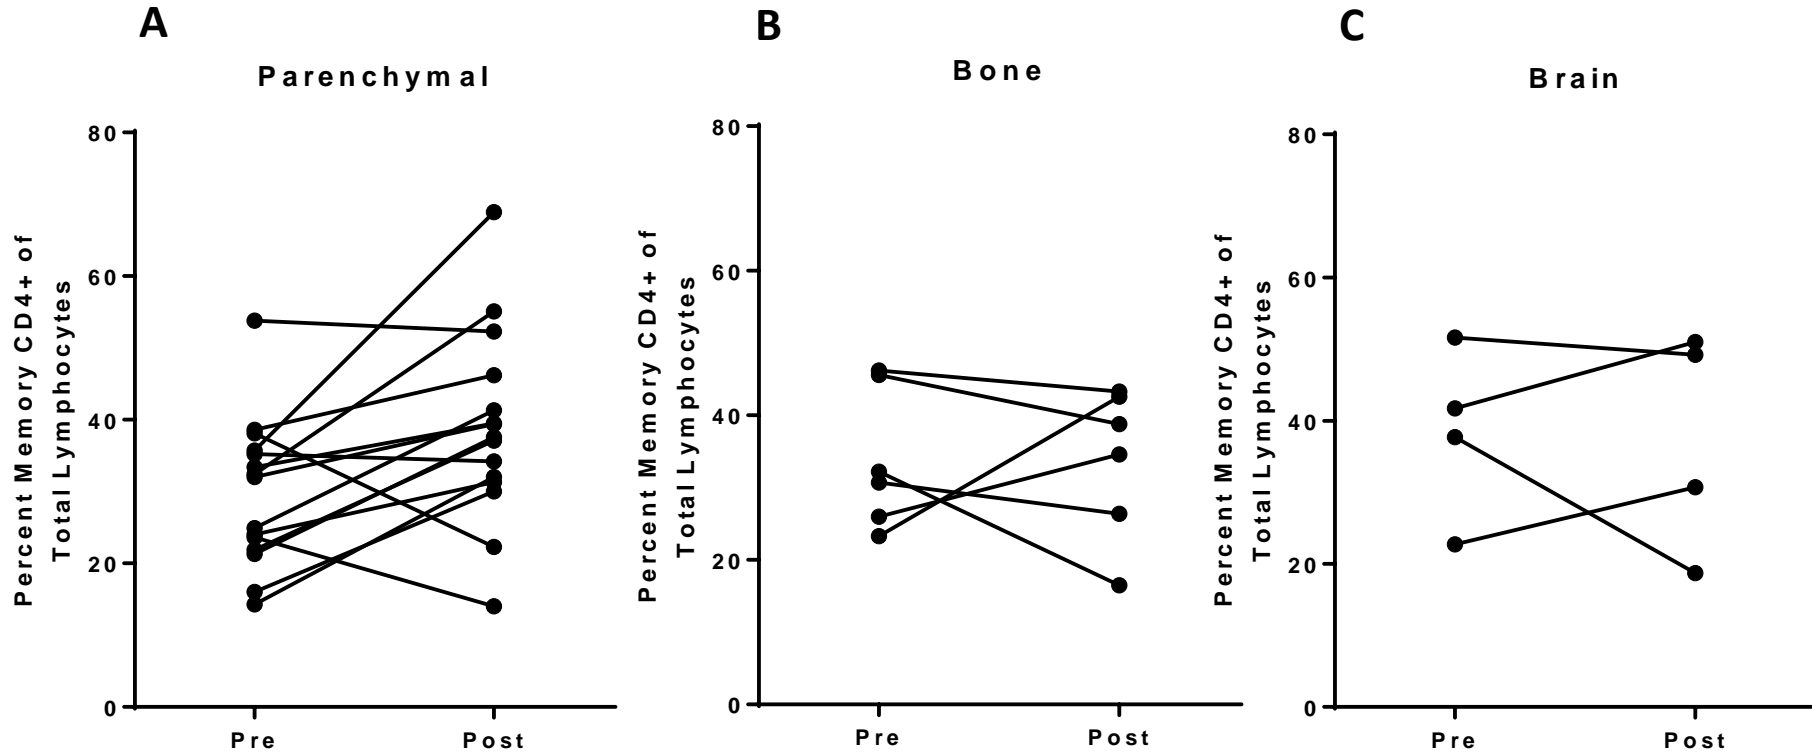 A
Parenchymal
Percent Memory CD4+ of
Total Lymphocytes
80
60
40
20
0
Pre Post
B
Bone
Percent Memory CD4+ of
Total Lymphocytes
80
60
40
20
0
Pre Post
C
Brain
Percent Memory CD4+ of
Total Lymphocytes
80
60
40
20
0
Pre Post